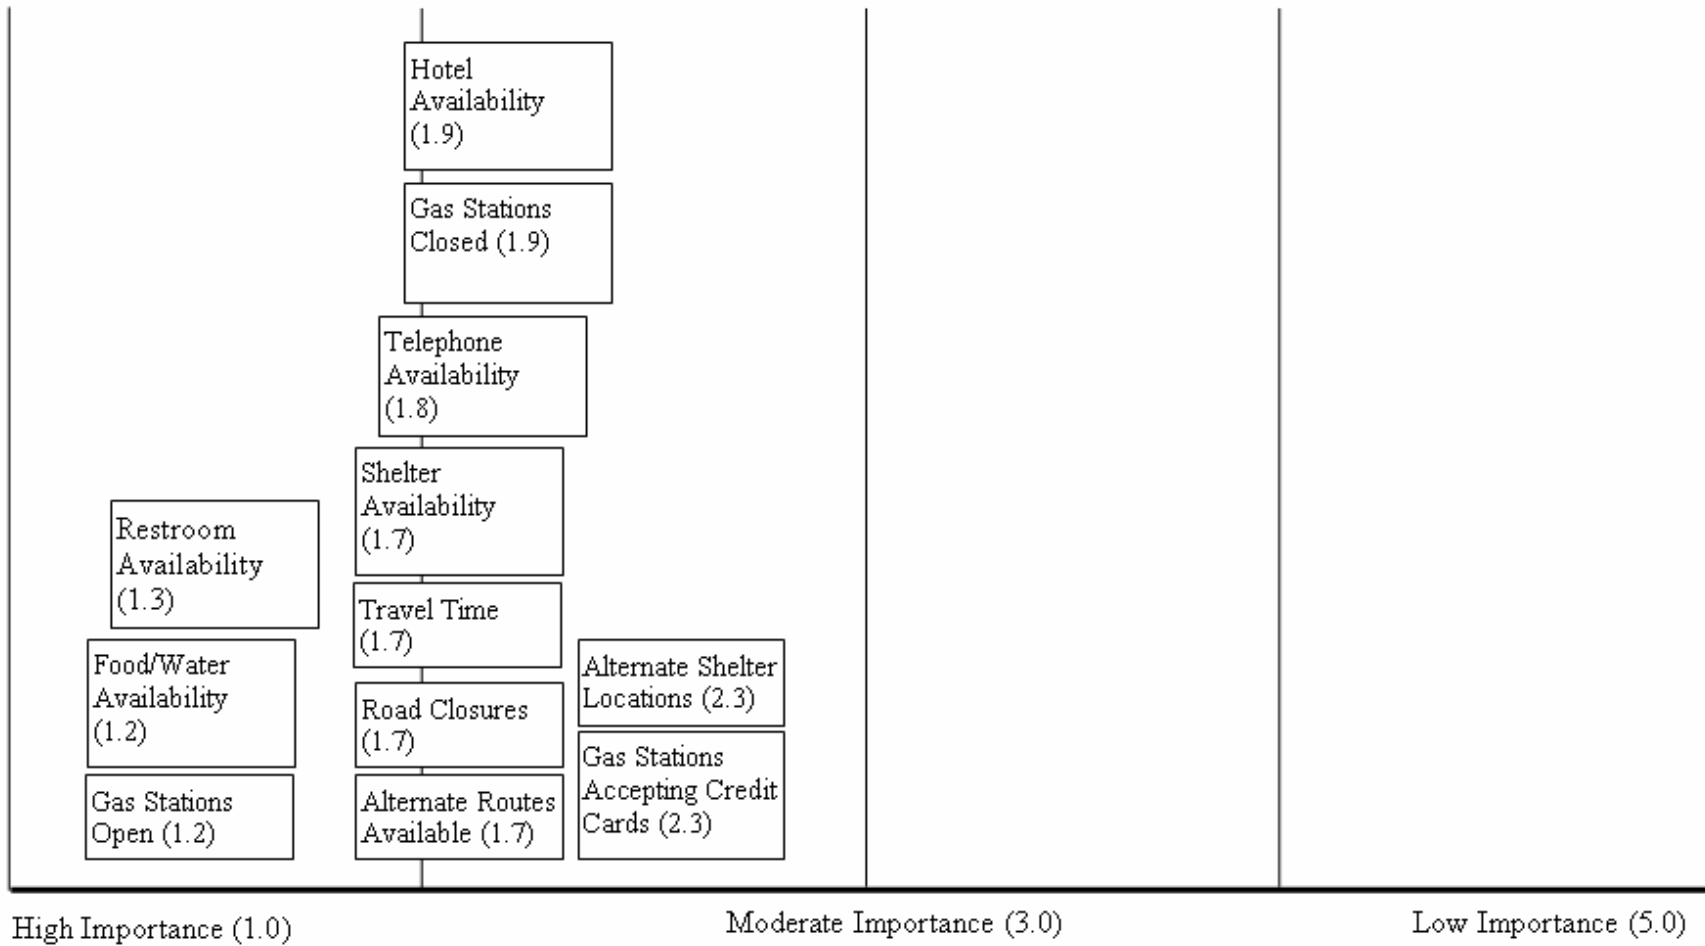 Hotel
Availability
(1.9)
Gas Stations
Closed (1.9)
Telephone
Availability
(1.8)
Shelter
Availability
(1.7)
Restroom
Availability
(1.3)
Travel Time
(1.7)
Food/Water
Availability
(1.2)
Alternate Shelter
Locations (2.3)
Road Closures
(1.7)
Gas Stations
Accepting Credit
Cards (2.3)
Gas Stations
Open (1.2)
Alternate Routes
Available (1.7)
High Importance (1.0)
Moderate Importance (3.0)
Low Importance (5.0)